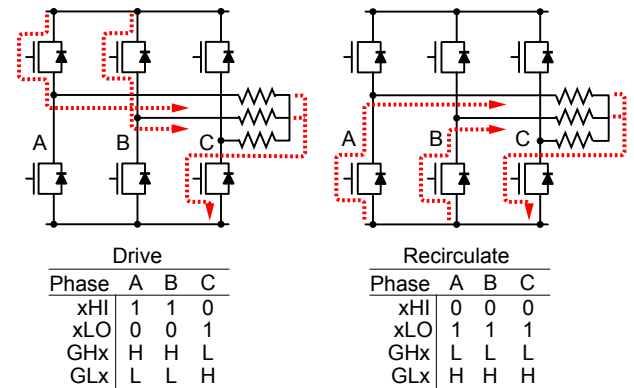 A B C
A B C
Drive
Phase A B C
xHI 1 1 0
xLO 0 0 1
GHx H H L
GLx L L H
Recirculate
Phase A B C
xHI 0 0 0
xLO 1 1 1
GHx L L L
GLx H H H